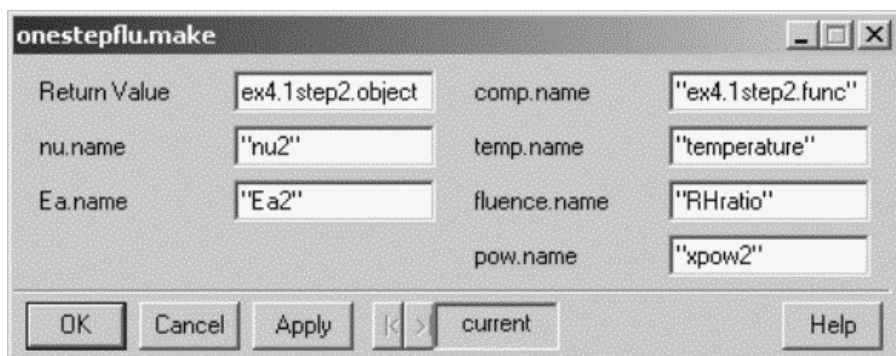 onestepflu.make
Return Value ex4.1step2.object comp.name "ex4.1step2.func"
nu.name "nu2" temp.name "temperature"
Ea.name "Ea2" fluence.name "RHratio"
pow.name "xpow2"
OK Cancel Apply |< >| current Help